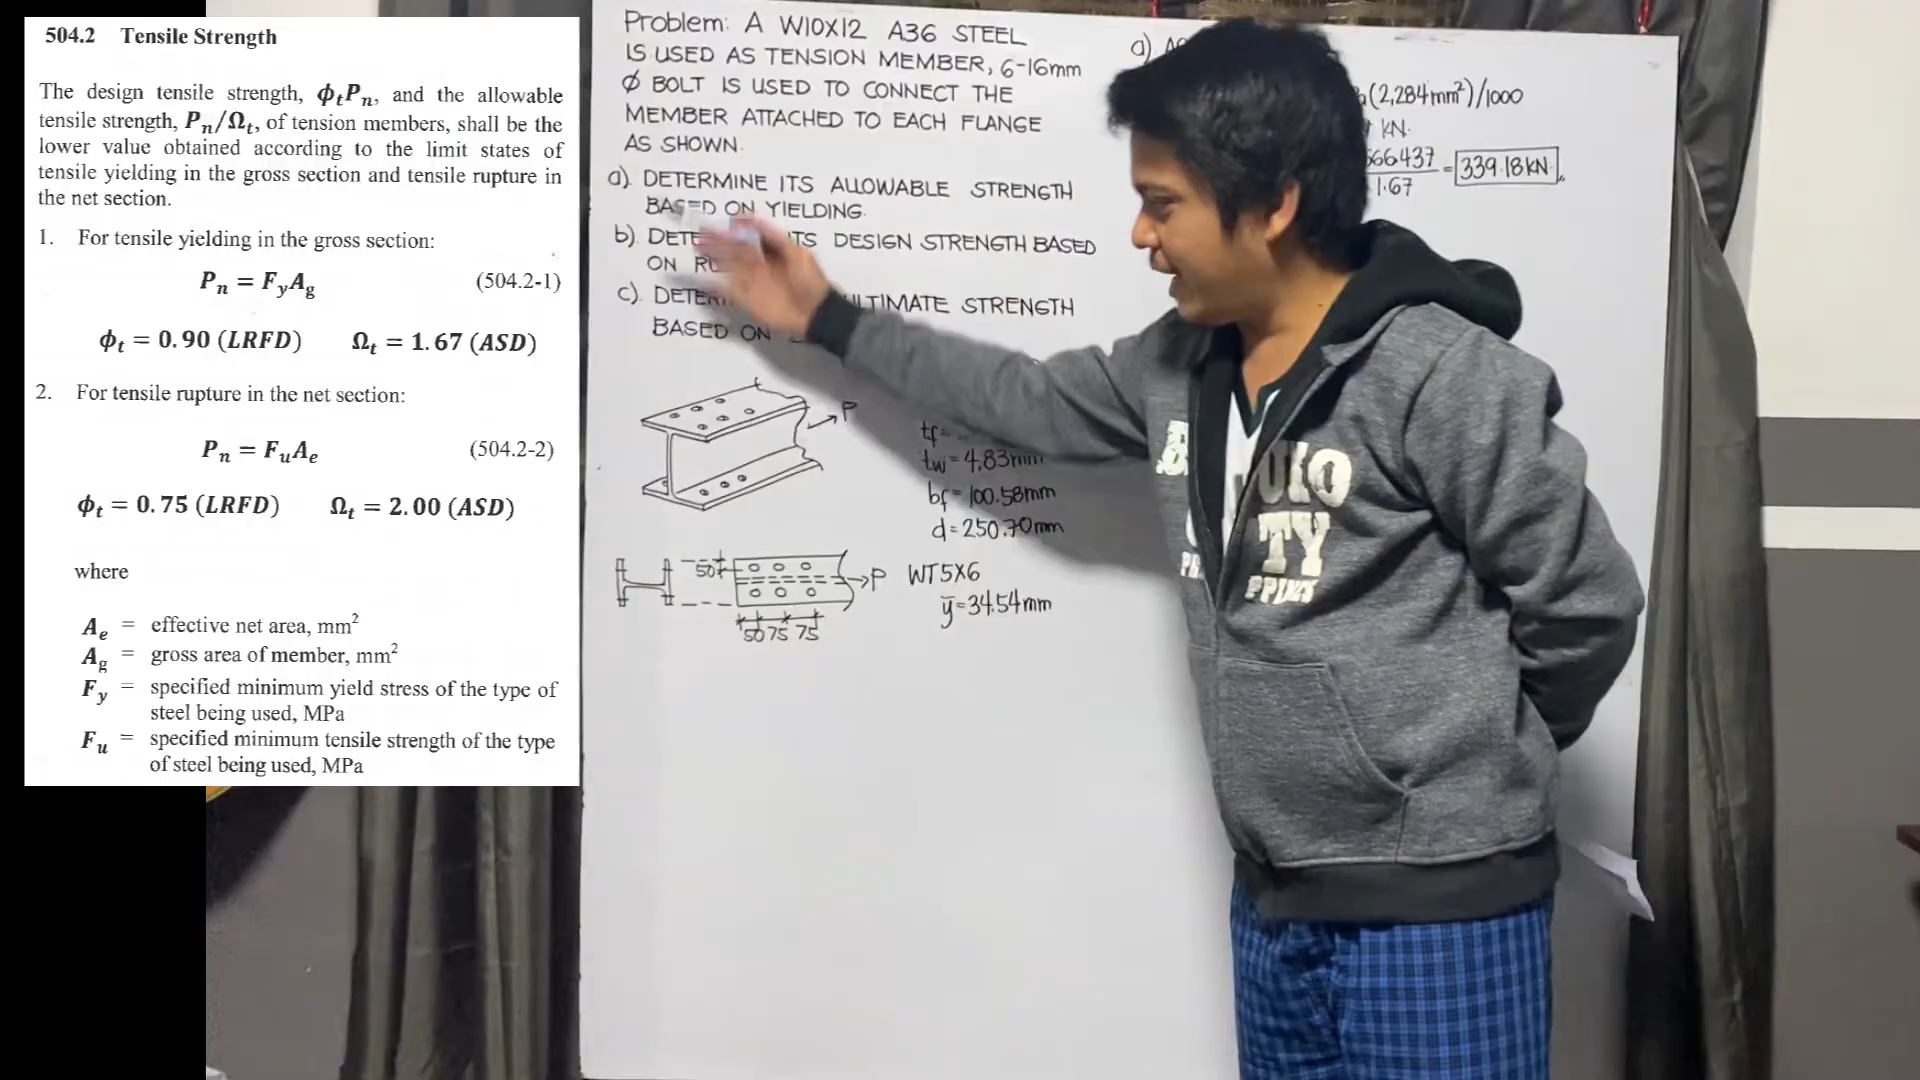 504.2 Tensile Strength
The design tensile strength, ϕtPn, and the allowable
tensile strength, Pn/Ωt, of tension members, shall be the
lower value obtained according to the limit states of
tensile yielding in the gross section and tensile rupture in
the net section.
1. For tensile yielding in the gross section:
Pn = FyAg (504.2-1)
ϕt = 0.90 (LRFD) Ωt = 1.67 (ASD)
2. For tensile rupture in the net section:
Pn = FuAe (504.2-2)
ϕt = 0.75 (LRFD) Ωt = 2.00 (ASD)
where
Ae = effective net area, mm²
Ag = gross area of member, mm²
Fy = specified minimum yield stress of the type of
steel being used, MPa
Fu = specified minimum tensile strength of the type
of steel being used, MPa
Problem: A W10X12 A36 STEEL
IS USED AS TENSION MEMBER, 6-16mm
Ø BOLT IS USED TO CONNECT THE
MEMBER ATTACHED TO EACH FLANGE
AS SHOWN.
a). DETERMINE ITS ALLOWABLE STRENGTH
BASED ON YIELDING.
b). ITS DESIGN STRENGTH BASED
ON
c). ULTIMATE STRENGTH
BASED ON
P
tf=
tw= 4.83mm
bf= 100.58mm
d= 250.70mm
50
P
50 75 75
WT5X6
y̅=34.54mm
a).
(2,284mm²)/1000
KN.
1.67
= 339.18KN
TY